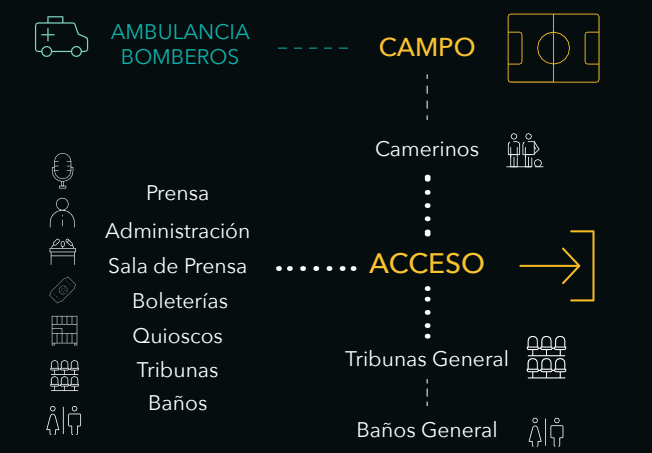 AMBULANCIA
BOMBEROS
CAMPO
Camerinos
Prensa
Administración
Sala de Prensa
Boleterías
Quioscos
Tribunas
Baños
ACCESO
Tribunas General
Baños General